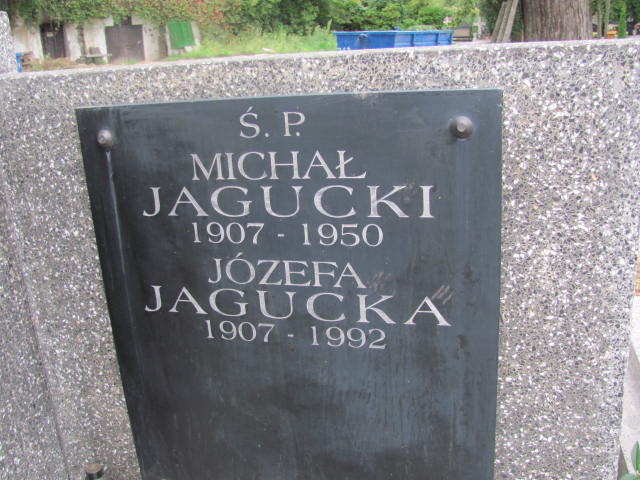 Ś. P.
MICHAŁ
JAGUCKI
1907 - 1950
JÓZEFA
JAGUCKA
1907 - 1992